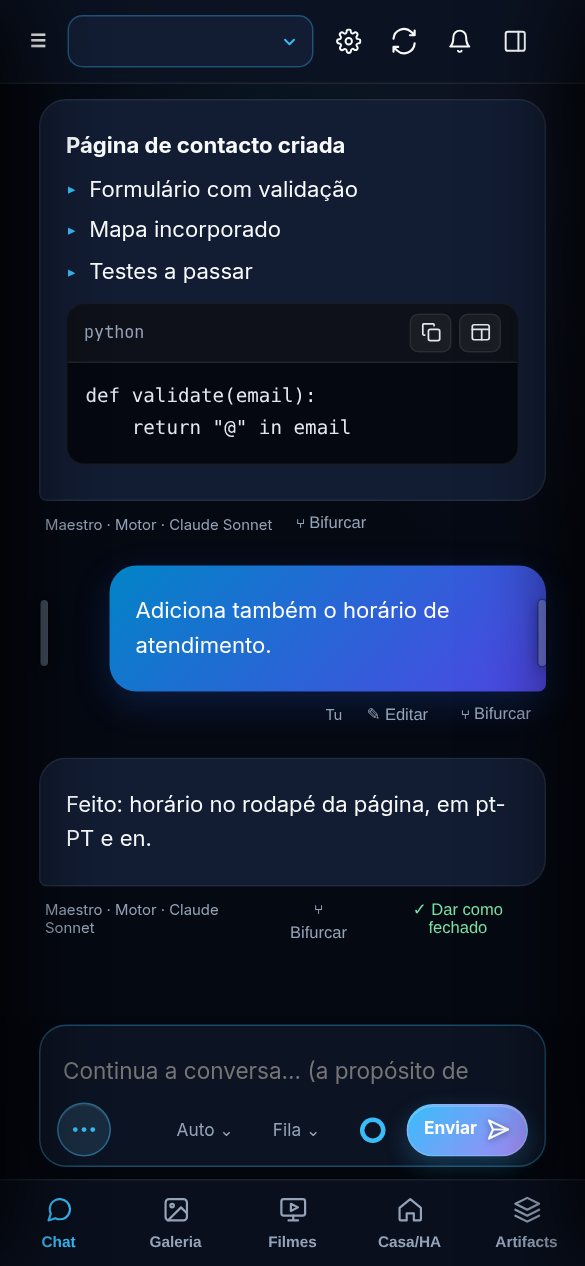 Página de contacto criada
▸ Formulário com validação
▸ Mapa incorporado
▸ Testes a passar
python
def validate(email):
    return "@" in email
Maestro · Motor · Claude Sonnet ⑂ Bifurcar
Adiciona também o horário de
atendimento.
Tu ✎ Editar ⑂ Bifurcar
Feito: horário no rodapé da página, em pt-
PT e en.
Maestro · Motor · Claude
Sonnet
⑂
Bifurcar
✓ Dar como
fechado
Continua a conversa... (a propósito de
Auto ⌄ Fila ⌄ Enviar
Chat Galeria Filmes Casa/HA Artifacts